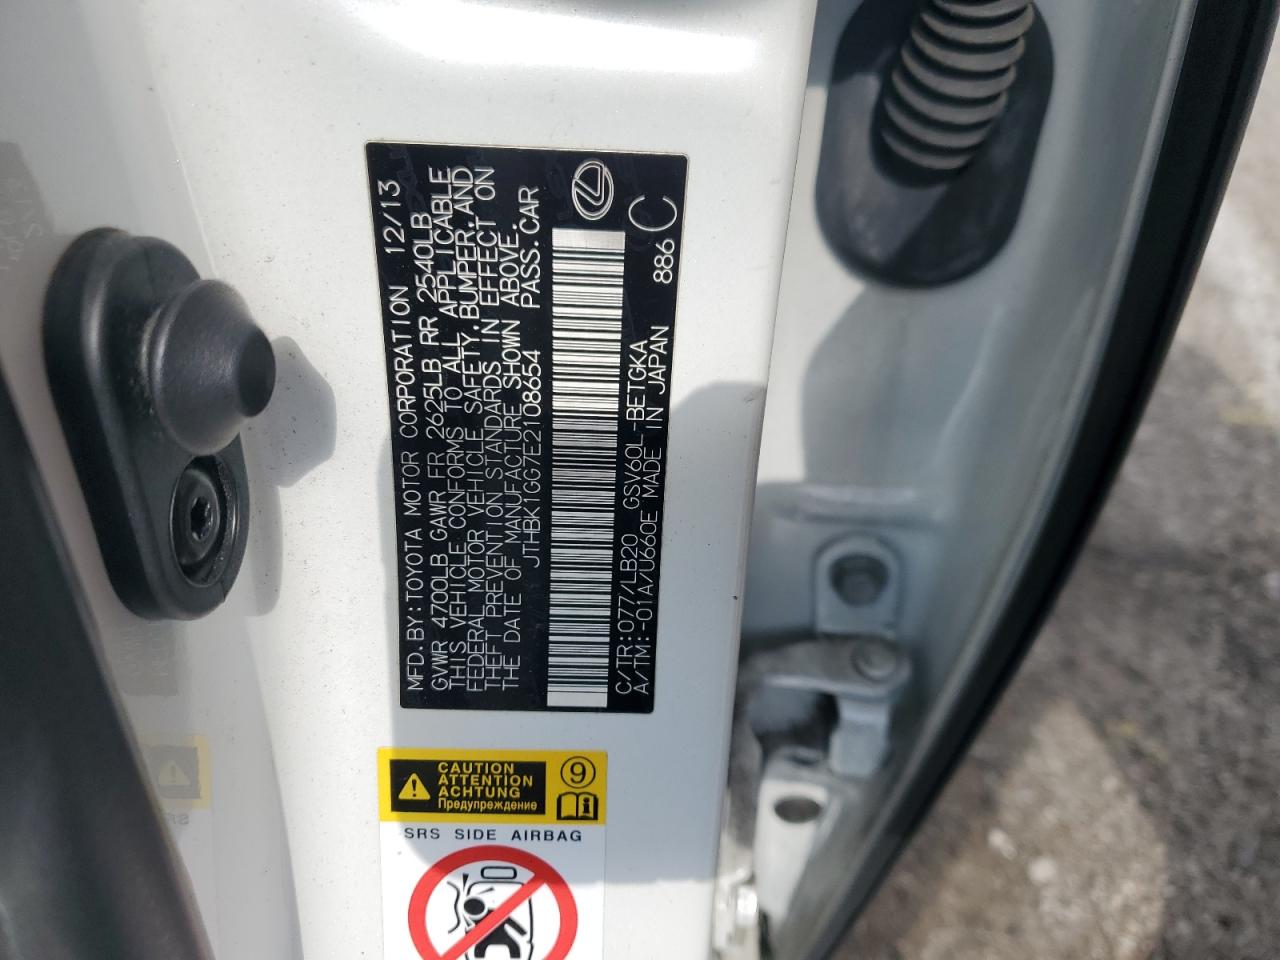 MFD. BY: TOYOTA MOTOR CORPORATION 12/13
GVWR 4700LB GAWR FR 2625LB RR 2540LB
THIS VEHICLE CONFORMS TO ALL APPLICABLE
FEDERAL MOTOR VEHICLE SAFETY, BUMPER, AND
THEFT PREVENTION STANDARDS IN EFFECT ON
THE DATE OF MANUFACTURE SHOWN ABOVE.
JTHBK1GG7E2108654 PASS. CAR
C/TR: 077/LB20 GSV60L-BETGKA 886
A/TM: -01A/U660E MADE IN JAPAN C
CAUTION
ATTENTION
ACHTUNG
Предупреждение
9
SRS SIDE AIRBAG